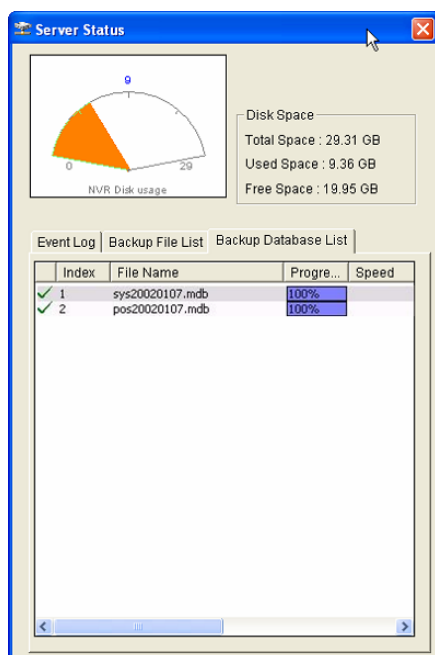 Server Status
9
0
29
NVR Disk usage
Disk Space
Total Space : 29.31 GB
Used Space : 9.36 GB
Free Space : 19.95 GB
Event Log Backup File List Backup Database List
Index File Name Progre... Speed
1 sys20020107.mdb 100%
2 pos20020107.mdb 100%